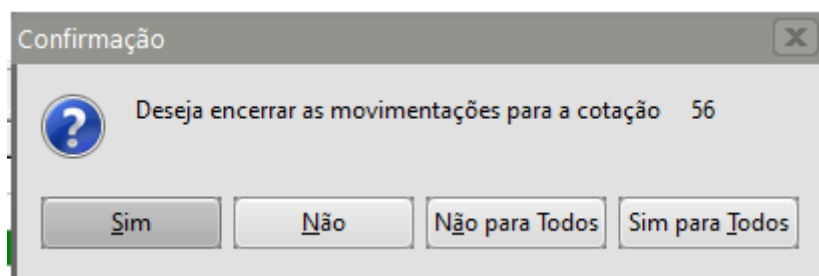 Confirmação
Deseja encerrar as movimentações para a cotação 56
Sim
Não
Não para Todos
Sim para Todos